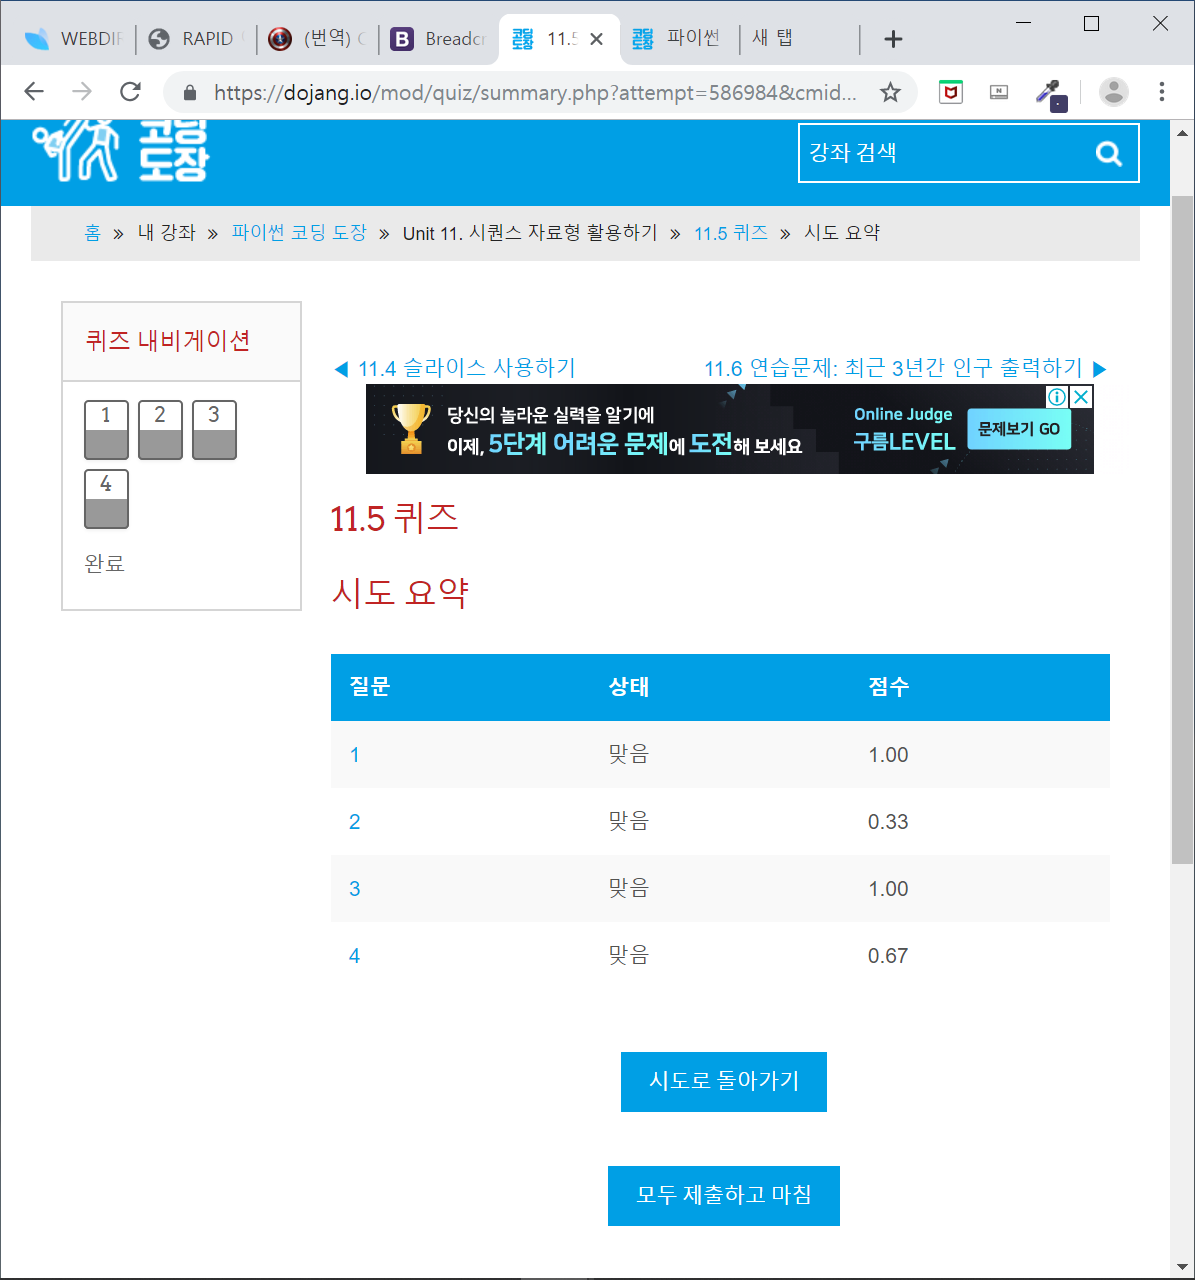 WEBDIF
RAPID
(번역)
Breadcr
11.5
파이썬
새 탭
https://dojang.io/mod/quiz/summary.php?attempt=586984&cmid...
코딩
도장
강좌 검색
홈 » 내 강좌 » 파이썬 코딩 도장 » Unit 11. 시퀀스 자료형 활용하기 » 11.5 퀴즈 » 시도 요약
퀴즈 내비게이션
1 2 3
4
완료
◀ 11.4 슬라이스 사용하기
11.6 연습문제: 최근 3년간 인구 출력하기 ▶
당신의 놀라운 실력을 알기에
이제, 5단계 어려운 문제에 도전해 보세요
Online Judge
구름LEVEL
문제보기 GO
11.5 퀴즈
시도 요약
질문 상태 점수
1 맞음 1.00
2 맞음 0.33
3 맞음 1.00
4 맞음 0.67
시도로 돌아가기
모두 제출하고 마침